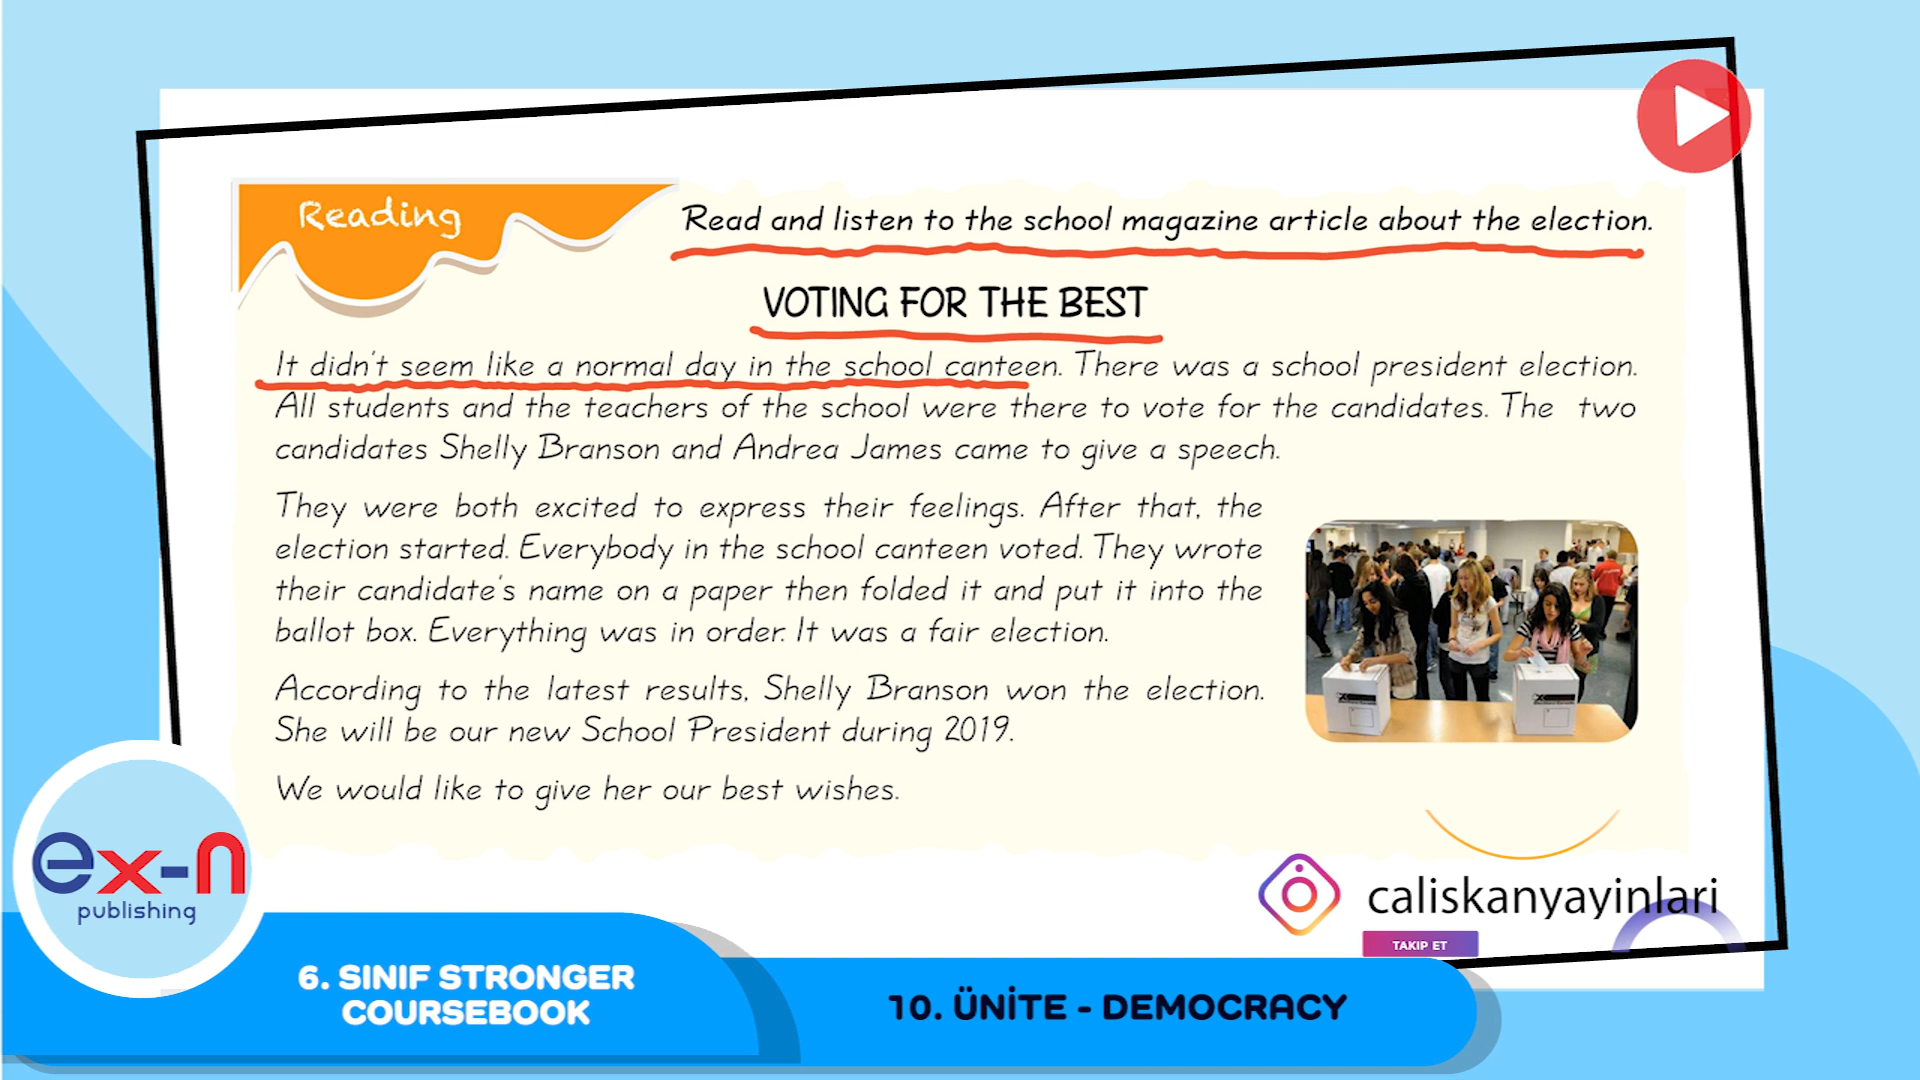 Reading
Read and listen to the school magazine article about the election.
VOTING FOR THE BEST
It didn't seem like a normal day in the school canteen. There was a school president election.
All students and the teachers of the school were there to vote for the candidates. The two
candidates Shelly Branson and Andrea James came to give a speech.
They were both excited to express their feelings. After that, the
election started. Everybody in the school canteen voted. They wrote
their candidate's name on a paper then folded it and put it into the
ballot box. Everything was in order. It was a fair election.
According to the latest results, Shelly Branson won the election.
She will be our new School President during 2019.
We would like to give her our best wishes.
caliskanyayinlari
TAKIP ET
ex-n
publishing
6. SINIF STRONGER
COURSEBOOK
10. ÜNİTE - DEMOCRACY